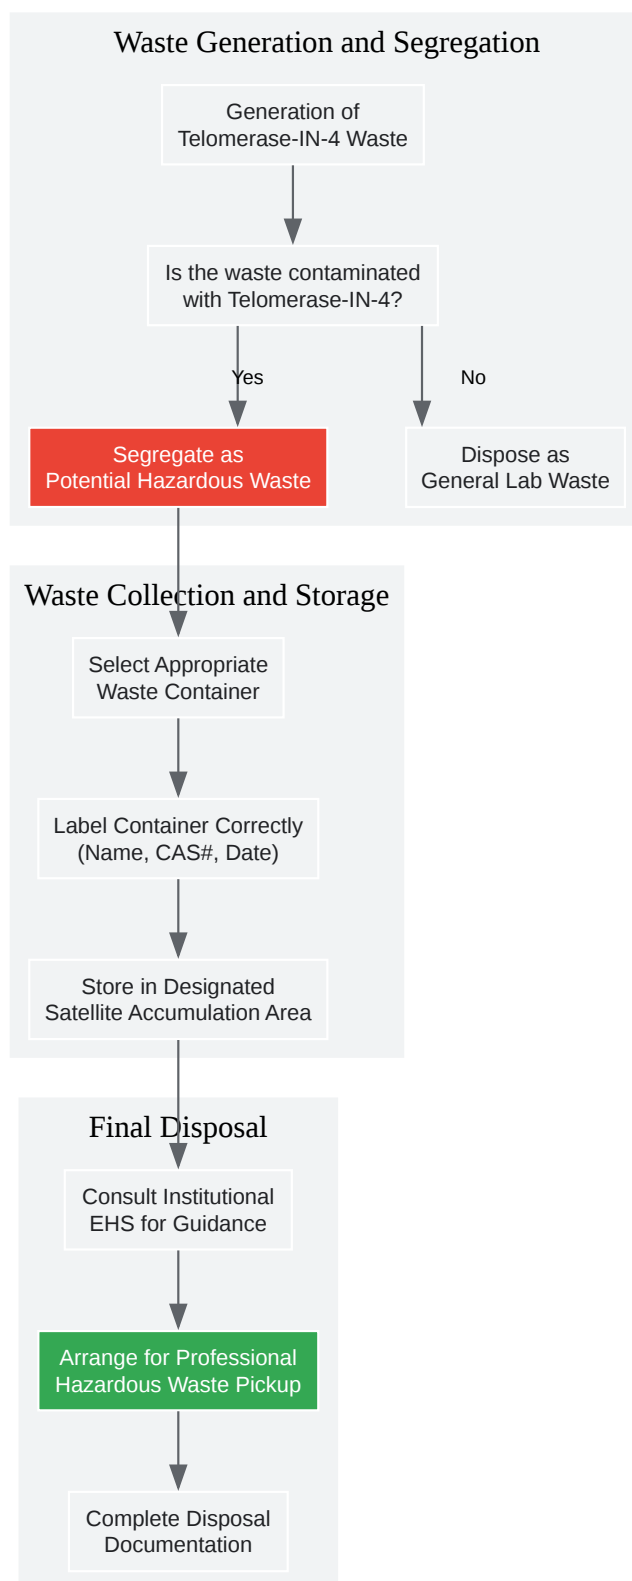 Waste Generation and Segregation
Generation of
Telomerase-IN-4 Waste
Is the waste contaminated
with Telomerase-IN-4?
Yes
No
Segregate as
Potential Hazardous Waste
Dispose as
General Lab Waste
Waste Collection and Storage
Select Appropriate
Waste Container
Label Container Correctly
(Name, CAS#, Date)
Store in Designated
Satellite Accumulation Area
Final Disposal
Consult Institutional
EHS for Guidance
Arrange for Professional
Hazardous Waste Pickup
Complete Disposal
Documentation